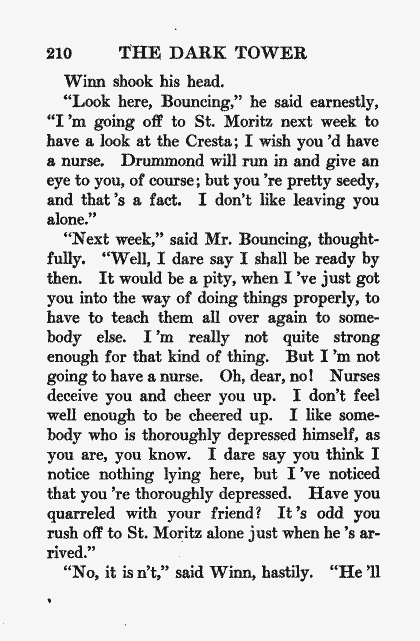 210 THE DARK TOWER
Winn shook his head.
“Look here, Bouncing,” he said earnestly,
“I ’m going off to St. Moritz next week to
have a look at the Cresta; I wish you ’d have
a nurse. Drummond will run in and give an
eye to you, of course; but you ’re pretty seedy,
and that ’s a fact. I don’t like leaving you
alone.”
“Next week,” said Mr. Bouncing, thought-
fully. “Well, I dare say I shall be ready by
then. It would be a pity, when I ’ve just got
you into the way of doing things properly, to
have to teach them all over again to some-
body else. I ’m really not quite strong
enough for that kind of thing. But I ’m not
going to have a nurse. Oh, dear, no! Nurses
deceive you and cheer you up. I don’t feel
well enough to be cheered up. I like some-
body who is thoroughly depressed himself, as
you are, you know. I dare say you think I
notice nothing lying here, but I ’ve noticed
that you ’re thoroughly depressed. Have you
quarreled with your friend? It ’s odd you
rush off to St. Moritz alone just when he ’s ar-
rived.”
“No, it is n’t,” said Winn, hastily. “He ’ll